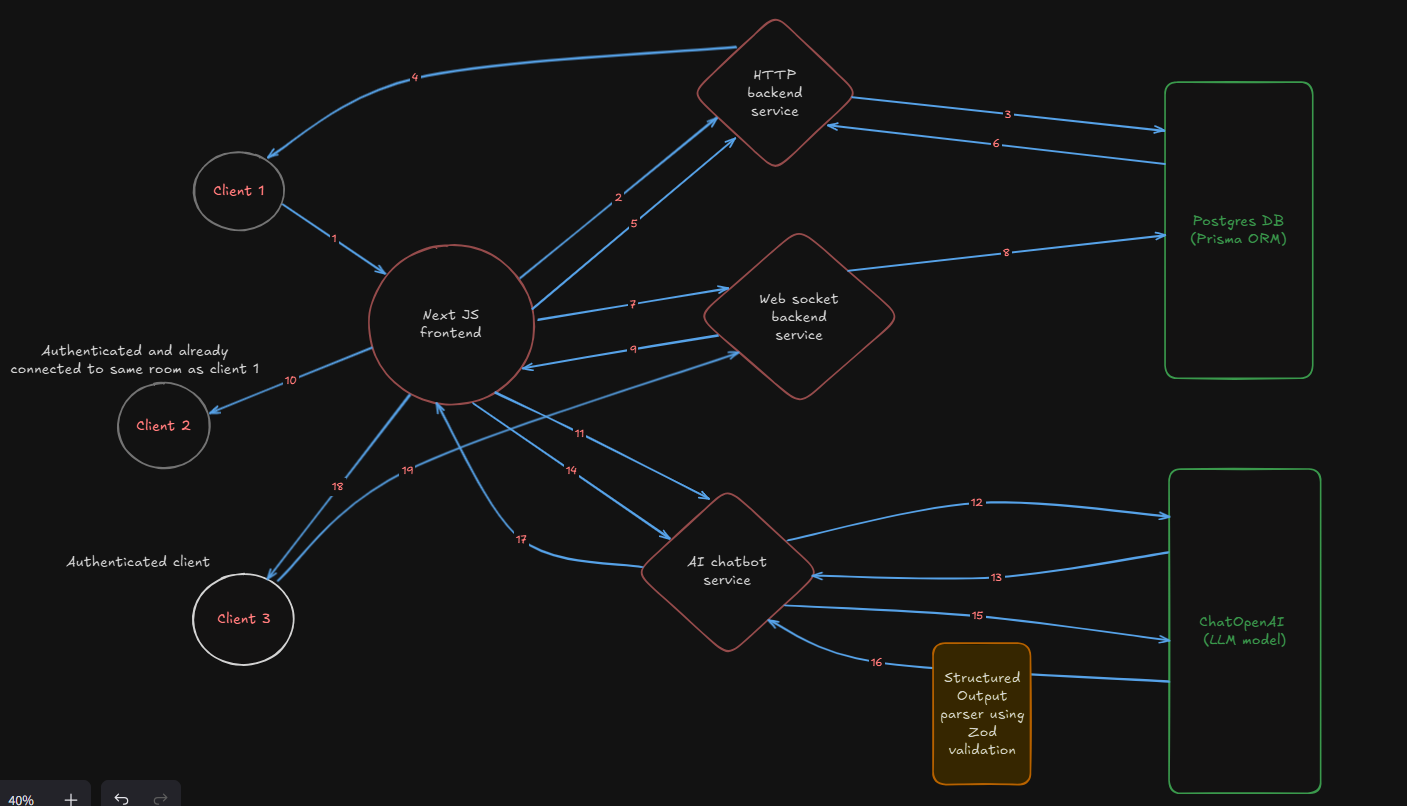 HTTP
backend
service
4
3
6
Client 1
2
5
1
Postgres DB
(Prisma ORM)
Next JS
frontend
7
8
Web socket
backend
service
9
Authenticated and already
connected to same room as client 1
10
Client 2
11
14
19
18
12
17
13
AI chatbot
service
Authenticated client
Client 3
15
16
ChatOpenAI
(LLM model)
Structured
Output
parser using
Zod
validation
40%